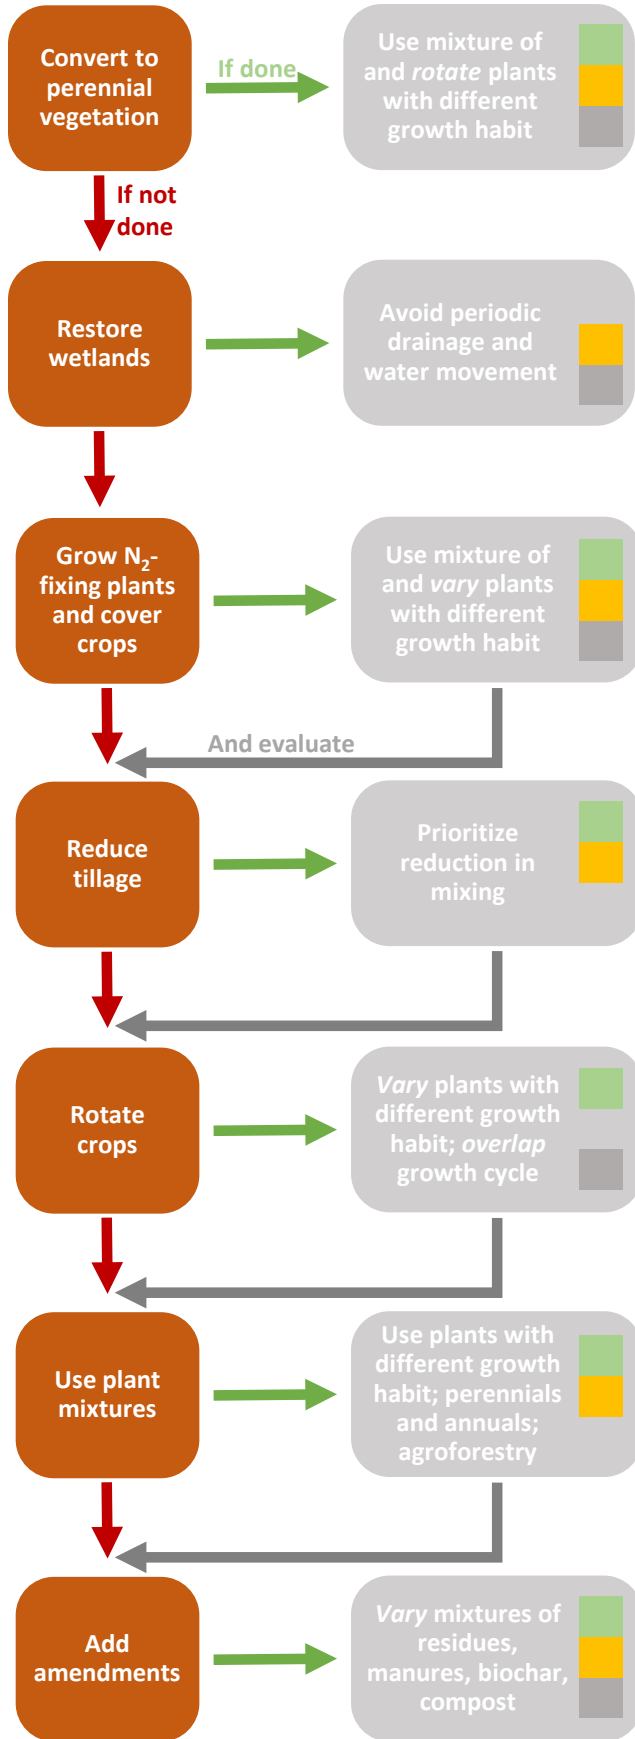 Convert to
perennial
vegetation
If done
Use mixture of
and rotate plants
with different
growth habit
If not
done
Restore
wetlands
Avoid periodic
drainage and
water movement
Grow N₂-
fixing plants
and cover
crops
Use mixture of
and vary plants
with different
growth habit
And evaluate
Reduce
tillage
Prioritize
reduction in
mixing
Rotate
crops
Vary plants with
different growth
habit; overlap
growth cycle
Use plant
mixtures
Use plants with
different growth
habit; perennials
and annuals;
agroforestry
Add
amendments
Vary mixtures of
residues,
manures, biochar,
compost